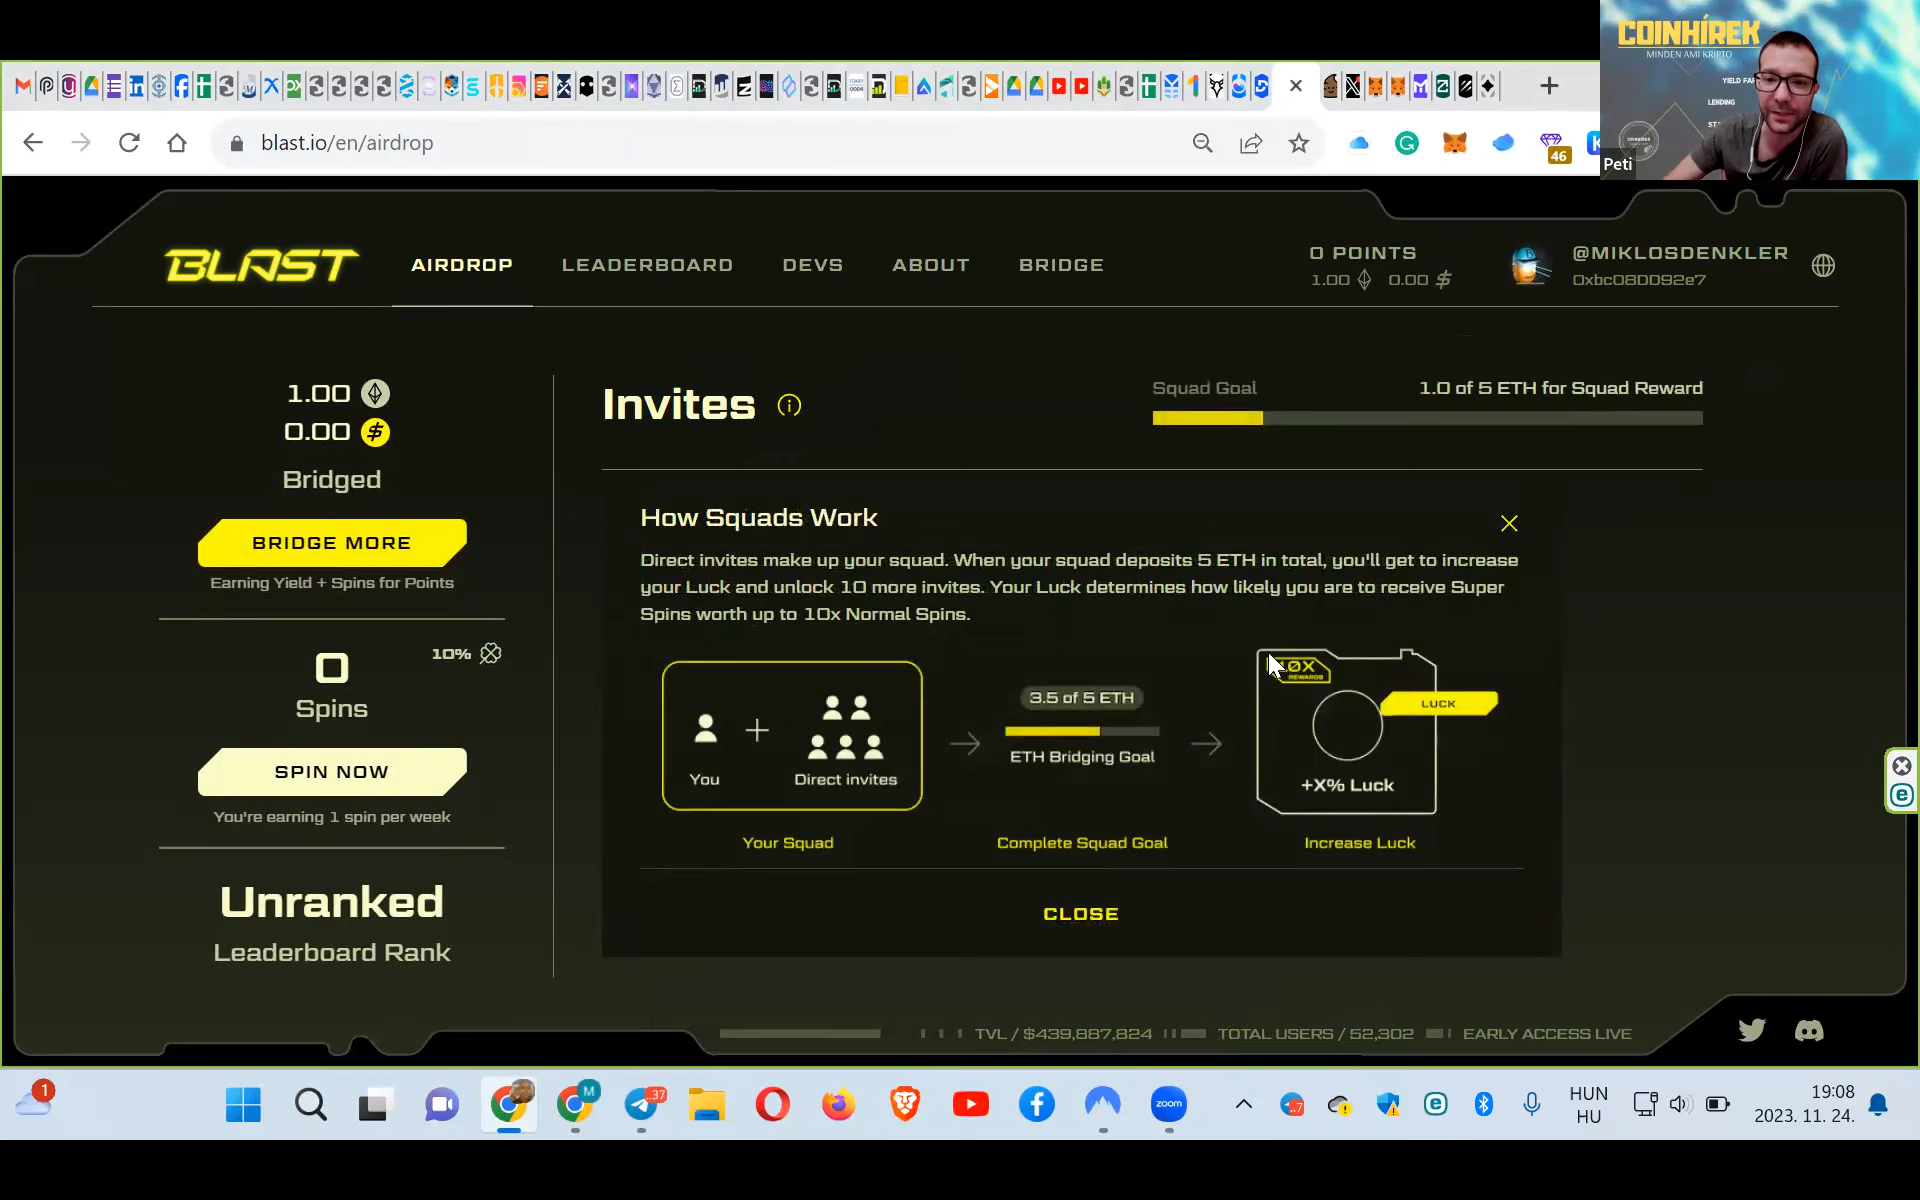 COINHÍREK
MINDEN AMI KRIPTO
LENDING
Peti
blast.io/en/airdrop
46
BLAST
AIRDROP
LEADERBOARD
DEVS
ABOUT
BRIDGE
0 POINTS
1.00 0.00
@MIKLOSDENKLER
0xbc08DD92e7
1.00
0.00
Bridged
BRIDGE MORE
Earning Yield + Spins for Points
10%
0
Spins
SPIN NOW
You're earning 1 spin per week
Unranked
Leaderboard Rank
Invites
Squad Goal
1.0 of 5 ETH for Squad Reward
How Squads Work
Direct invites make up your squad. When your squad deposits 5 ETH in total, you'll get to increase
your Luck and unlock 10 more invites. Your Luck determines how likely you are to receive Super
Spins worth up to 10x Normal Spins.
You
Direct invites
Your Squad
3.5 of 5 ETH
ETH Bridging Goal
Complete Squad Goal
REWARDS
LUCK
+X% Luck
Increase Luck
CLOSE
TVL / $439,887,824
TOTAL USERS / 52,302
EARLY ACCESS LIVE
1
37
zoom
HUN
HU
19:08
2023. 11. 24.